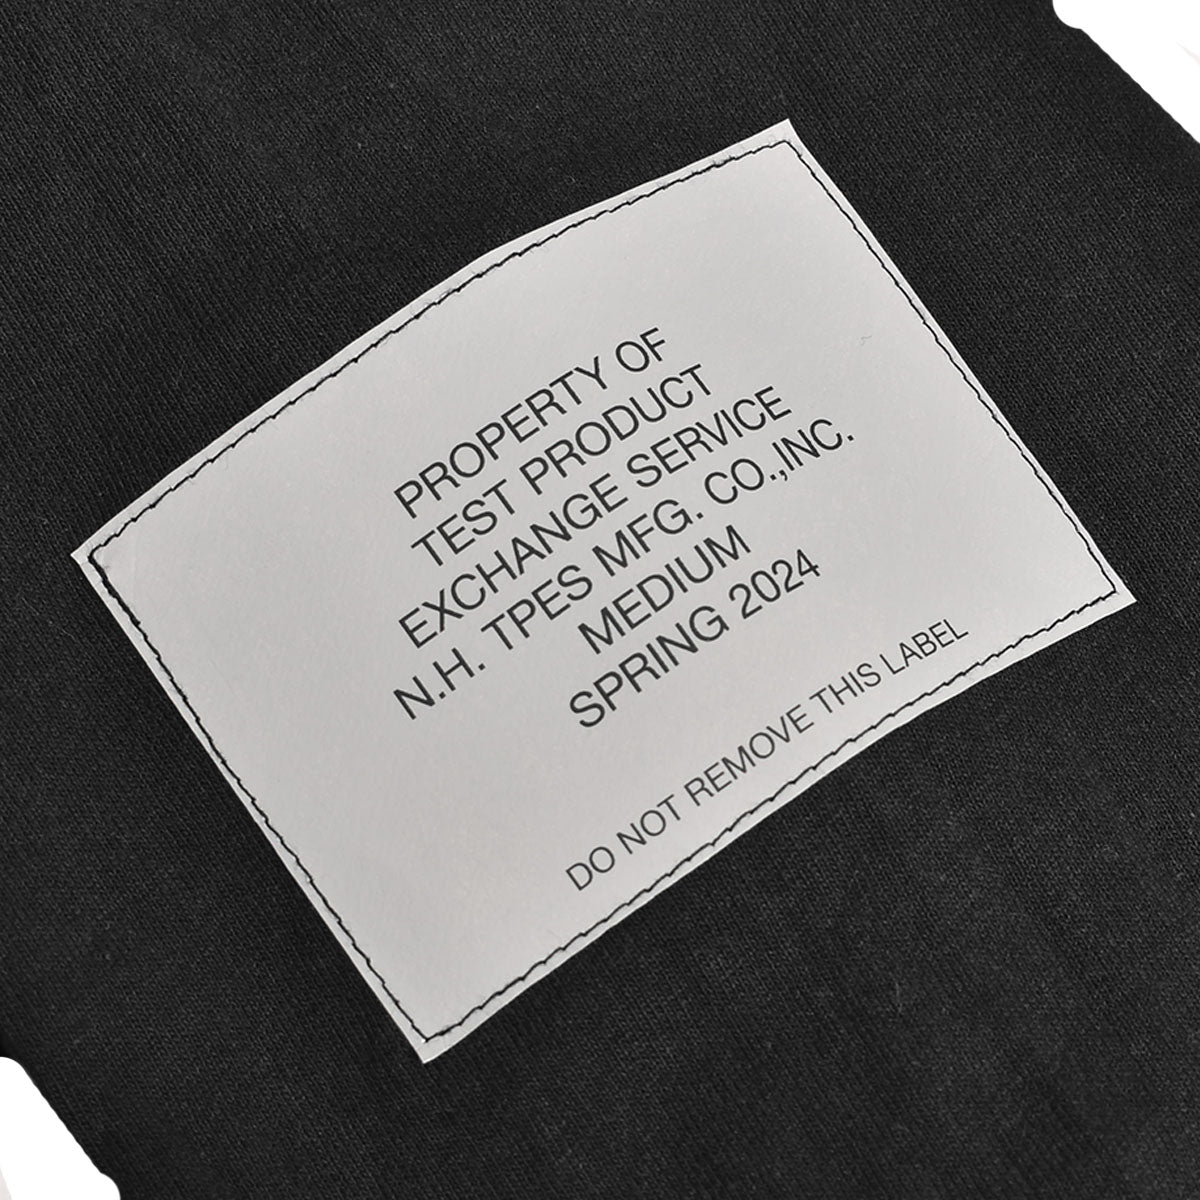 PROPERTY OF
TEST PRODUCT
EXCHANGE SERVICE
N.H. TPES MFG. CO.,INC.
MEDIUM
SPRING 2024
DO NOT REMOVE THIS LABEL